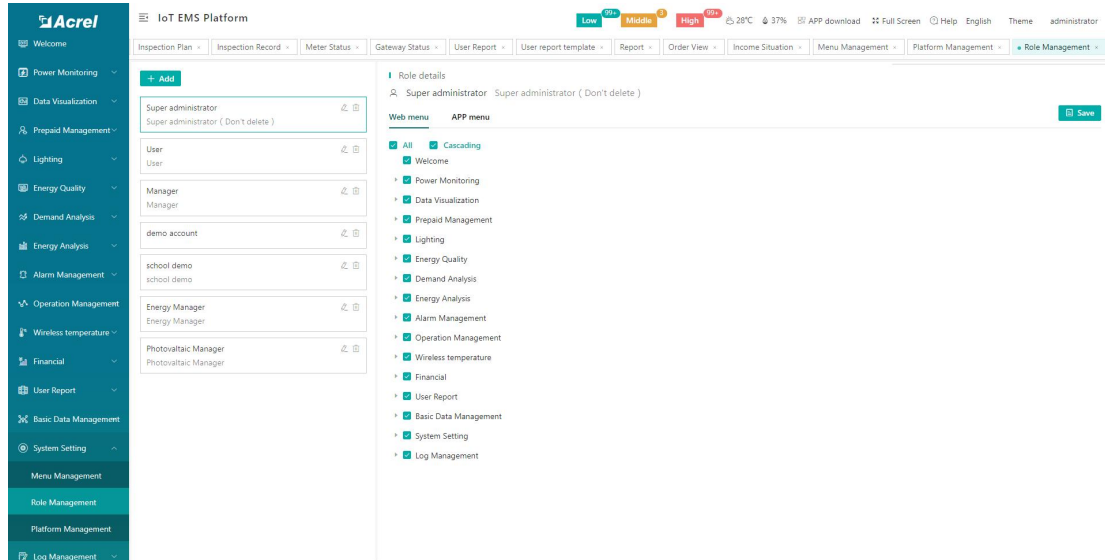 Acrel
IoT EMS Platform
Low 99+ Middle 3 High 99+ 28℃ 37% APP download Full Screen Help English Theme administrator
Inspection Plan × Inspection Record × Meter Status × Gateway Status × User Report × User report template × Report × Order View × Income Situation × Menu Management × Platform Management × Role Management ×
Welcome
Power Monitoring
Data Visualization
Prepaid Management
Lighting
Energy Quality
Demand Analysis
Energy Analysis
Alarm Management
Operation Management
Wireless temperature
Financial
User Report
Basic Data Management
System Setting
Menu Management
Role Management
Platform Management
Log Management
+ Add
Super administrator
Super administrator ( Don't delete )
User
User
Manager
Manager
demo account
school demo
school demo
Energy Manager
Energy Manager
Photovaltaic Manager
Photovaltaic Manager
Role details
Super administrator Super administrator ( Don't delete )
Web menu APP menu
Save
All Cascading
Welcome
Power Monitoring
Data Visualization
Prepaid Management
Lighting
Energy Quality
Demand Analysis
Energy Analysis
Alarm Management
Operation Management
Wireless temperature
Financial
User Report
Basic Data Management
System Setting
Log Management